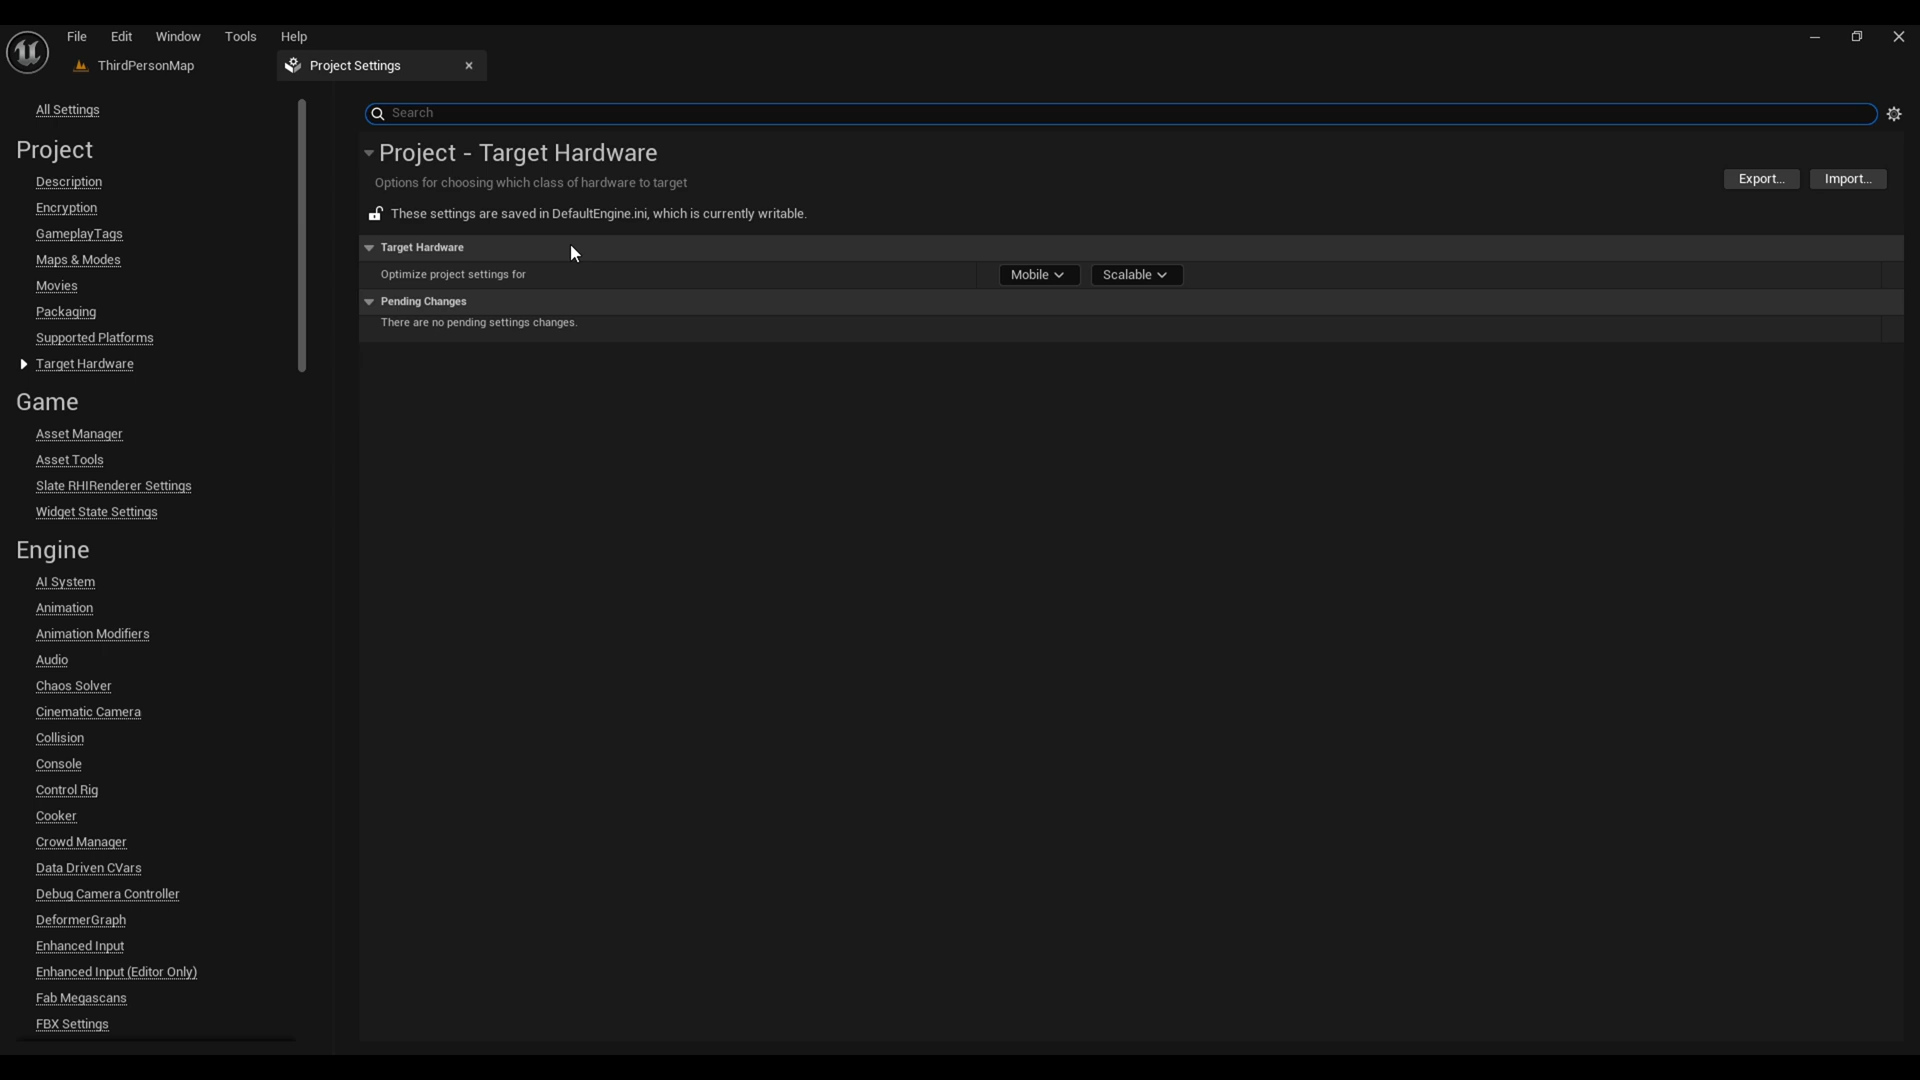 File Edit Window Tools Help
ThirdPersonMap Project Settings
All Settings
Project
Description
Encryption
GameplayTags
Maps & Modes
Movies
Packaging
Supported Platforms
Target Hardware
Game
Asset Manager
Asset Tools
Slate RHIRenderer Settings
Widget State Settings
Engine
AI System
Animation
Animation Modifiers
Audio
Chaos Solver
Cinematic Camera
Collision
Console
Control Rig
Cooker
Crowd Manager
Data Driven CVars
Debug Camera Controller
DeformerGraph
Enhanced Input
Enhanced Input (Editor Only)
Fab Megascans
FBX Settings
Search
Project - Target Hardware
Options for choosing which class of hardware to target
Export... Import...
These settings are saved in DefaultEngine.ini, which is currently writable.
Target Hardware
Optimize project settings for Mobile Scalable
Pending Changes
There are no pending settings changes.